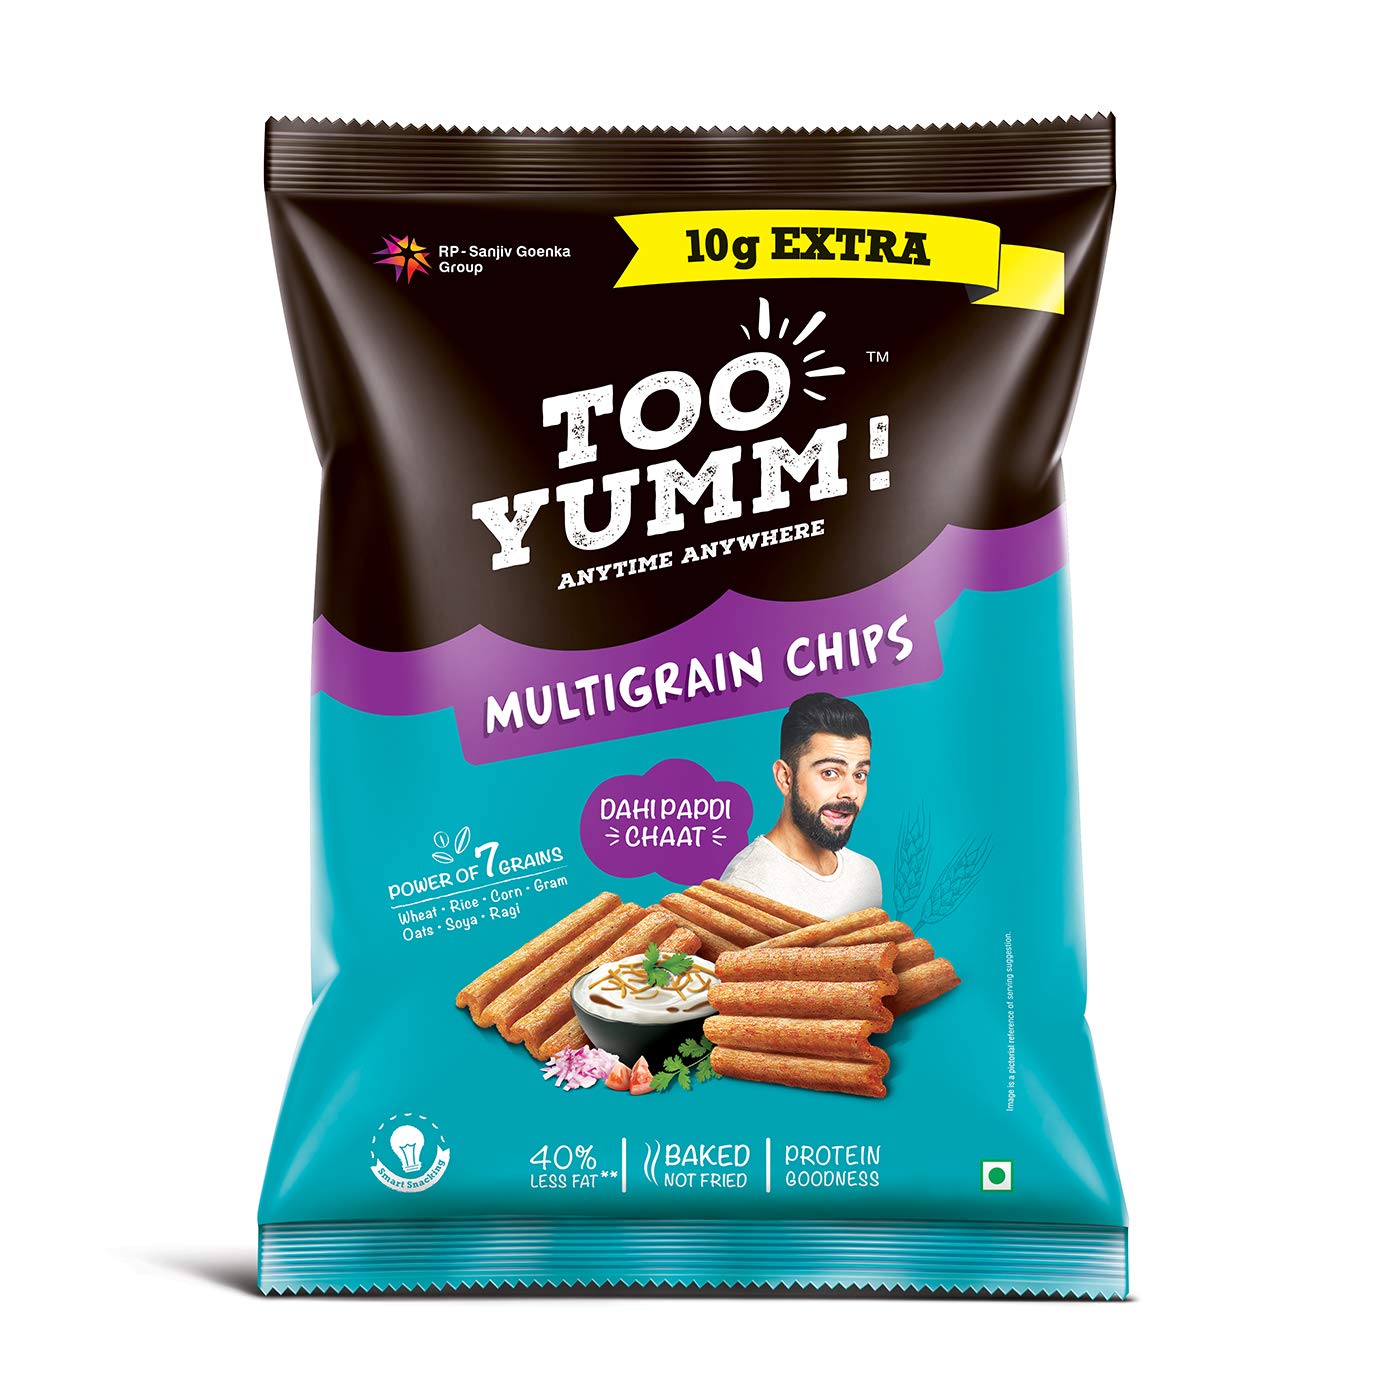 RP-Sanjiv Goenka
Group
10g EXTRA
TOO
YUMM!
TM
ANYTIME ANYWHERE
MULTIGRAIN CHIPS
DAHI PAPDI
CHAAT
POWER OF 7 GRAINS
Wheat · Rice · Corn · Gram
Oats · Soya · Ragi
Image is a pictorial reference of serving suggestion.
Smart Snacking
40%
LESS FAT**
BAKED
NOT FRIED
PROTEIN
GOODNESS